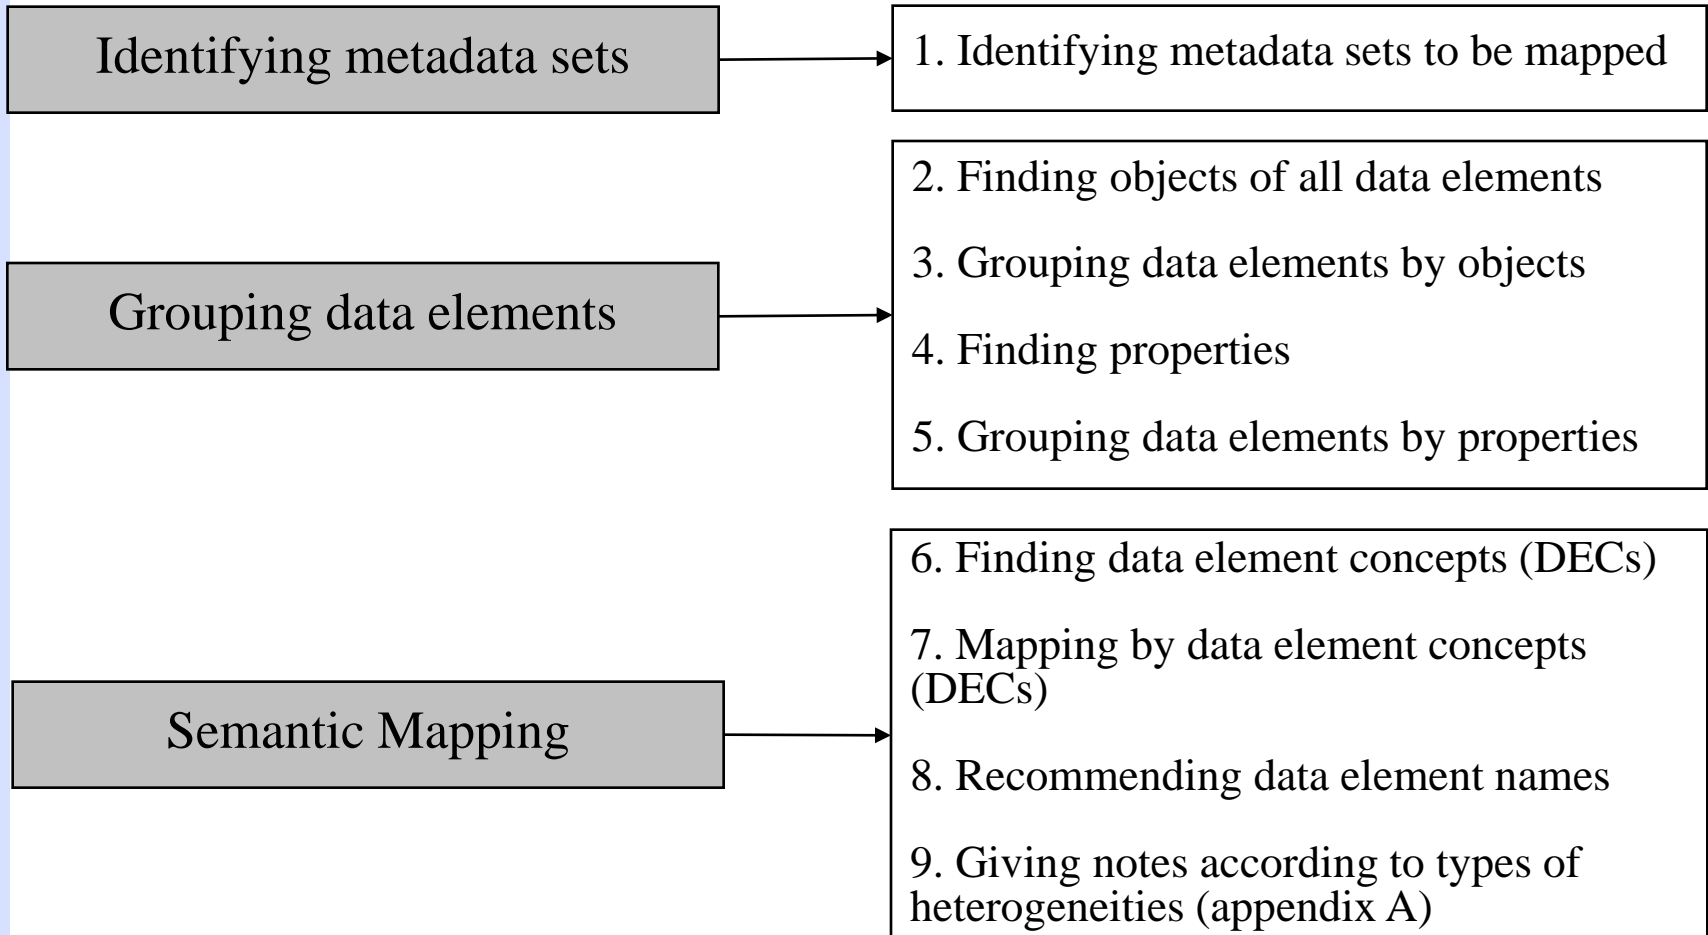 Identifying metadata sets
1. Identifying metadata sets to be mapped
Grouping data elements
2. Finding objects of all data elements
3. Grouping data elements by objects
4. Finding properties
5. Grouping data elements by properties
Semantic Mapping
6. Finding data element concepts (DECs)
7. Mapping by data element concepts
(DECs)
8. Recommending data element names
9. Giving notes according to types of
heterogeneities (appendix A)